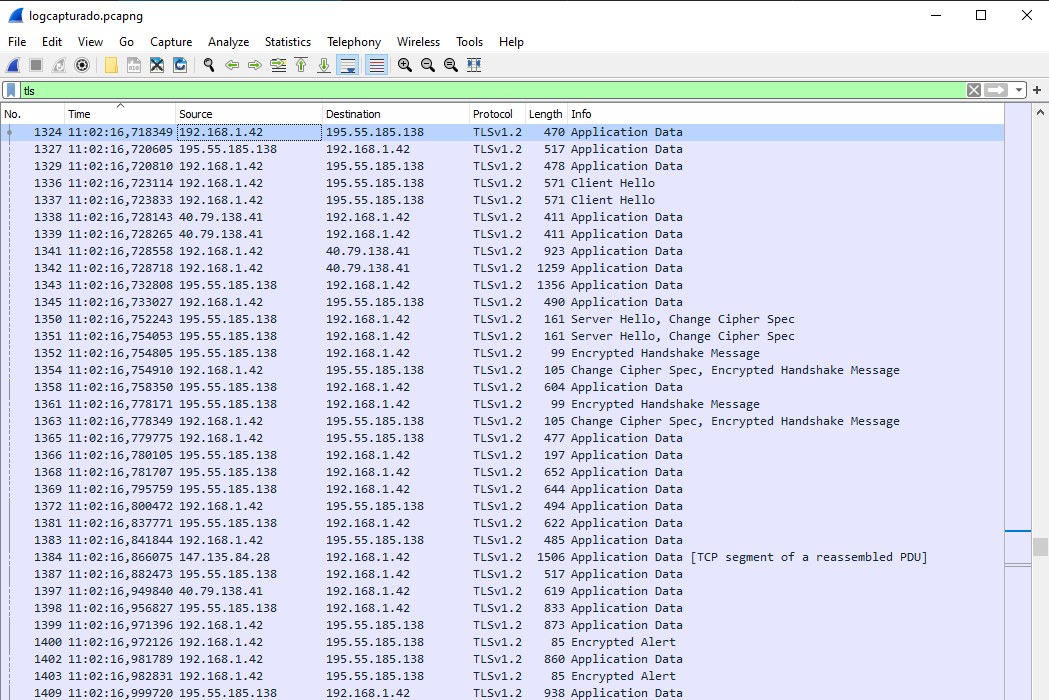 logcapturado.pcapng
File Edit View Go Capture Analyze Statistics Telephony Wireless Tools Help
tls
No. Time Source Destination Protocol Length Info
1324 11:02:16,718349 192.168.1.42 195.55.185.138 TLSv1.2 470 Application Data
1327 11:02:16,720605 195.55.185.138 192.168.1.42 TLSv1.2 517 Application Data
1329 11:02:16,720810 192.168.1.42 195.55.185.138 TLSv1.2 478 Application Data
1336 11:02:16,723114 192.168.1.42 195.55.185.138 TLSv1.2 571 Client Hello
1337 11:02:16,723833 192.168.1.42 195.55.185.138 TLSv1.2 571 Client Hello
1338 11:02:16,728143 40.79.138.41 192.168.1.42 TLSv1.2 411 Application Data
1339 11:02:16,728265 40.79.138.41 192.168.1.42 TLSv1.2 411 Application Data
1341 11:02:16,728558 192.168.1.42 40.79.138.41 TLSv1.2 923 Application Data
1342 11:02:16,728718 192.168.1.42 40.79.138.41 TLSv1.2 1259 Application Data
1343 11:02:16,732808 195.55.185.138 192.168.1.42 TLSv1.2 1356 Application Data
1345 11:02:16,733027 192.168.1.42 195.55.185.138 TLSv1.2 490 Application Data
1350 11:02:16,752243 195.55.185.138 192.168.1.42 TLSv1.2 161 Server Hello, Change Cipher Spec
1351 11:02:16,754053 195.55.185.138 192.168.1.42 TLSv1.2 161 Server Hello, Change Cipher Spec
1352 11:02:16,754805 195.55.185.138 192.168.1.42 TLSv1.2 99 Encrypted Handshake Message
1354 11:02:16,754910 192.168.1.42 195.55.185.138 TLSv1.2 105 Change Cipher Spec, Encrypted Handshake Message
1358 11:02:16,758350 195.55.185.138 192.168.1.42 TLSv1.2 604 Application Data
1361 11:02:16,778171 195.55.185.138 192.168.1.42 TLSv1.2 99 Encrypted Handshake Message
1363 11:02:16,778349 192.168.1.42 195.55.185.138 TLSv1.2 105 Change Cipher Spec, Encrypted Handshake Message
1365 11:02:16,779775 192.168.1.42 195.55.185.138 TLSv1.2 477 Application Data
1366 11:02:16,780105 195.55.185.138 192.168.1.42 TLSv1.2 197 Application Data
1368 11:02:16,781707 195.55.185.138 192.168.1.42 TLSv1.2 652 Application Data
1369 11:02:16,795759 195.55.185.138 192.168.1.42 TLSv1.2 644 Application Data
1372 11:02:16,800472 192.168.1.42 195.55.185.138 TLSv1.2 494 Application Data
1381 11:02:16,837771 195.55.185.138 192.168.1.42 TLSv1.2 622 Application Data
1383 11:02:16,841844 192.168.1.42 195.55.185.138 TLSv1.2 485 Application Data
1384 11:02:16,866075 147.135.84.28 192.168.1.42 TLSv1.2 1506 Application Data [TCP segment of a reassembled PDU]
1387 11:02:16,882473 195.55.185.138 192.168.1.42 TLSv1.2 517 Application Data
1397 11:02:16,949840 40.79.138.41 192.168.1.42 TLSv1.2 619 Application Data
1398 11:02:16,956827 195.55.185.138 192.168.1.42 TLSv1.2 833 Application Data
1399 11:02:16,971396 192.168.1.42 195.55.185.138 TLSv1.2 873 Application Data
1400 11:02:16,972126 192.168.1.42 195.55.185.138 TLSv1.2 85 Encrypted Alert
1402 11:02:16,981789 192.168.1.42 195.55.185.138 TLSv1.2 860 Application Data
1403 11:02:16,982831 192.168.1.42 195.55.185.138 TLSv1.2 85 Encrypted Alert
1409 11:02:16,999720 195.55.185.138 192.168.1.42 TLSv1.2 938 Application Data